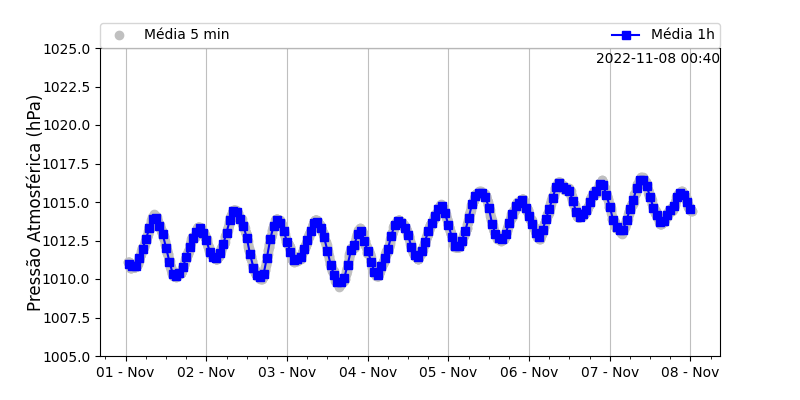 Média 5 min
Média 1h
2022-11-08 00:40
Pressão Atmosférica (hPa)
1025.0
1022.5
1020.0
1017.5
1015.0
1012.5
1010.0
1007.5
1005.0
01 - Nov
02 - Nov
03 - Nov
04 - Nov
05 - Nov
06 - Nov
07 - Nov
08 - Nov